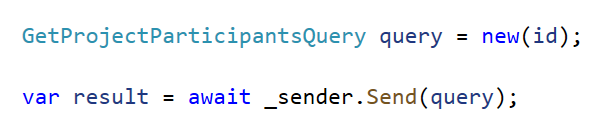 GetProjectParticipantsQuery query = new(id);
var result = await _sender.Send(query);